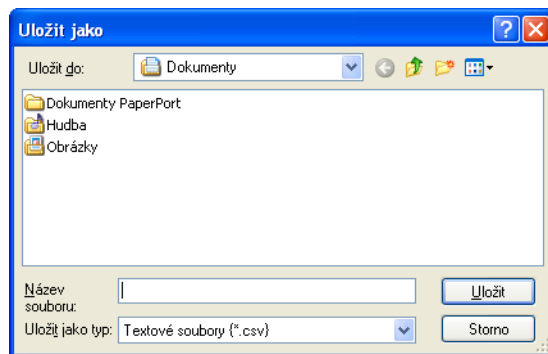 Uložit jako
Uložit do: Dokumenty
Dokumenty PaperPort
Hudba
Obrázky
Název souboru:
Uložit
Uložit jako typ: Textové soubory {*.csv}
Storno